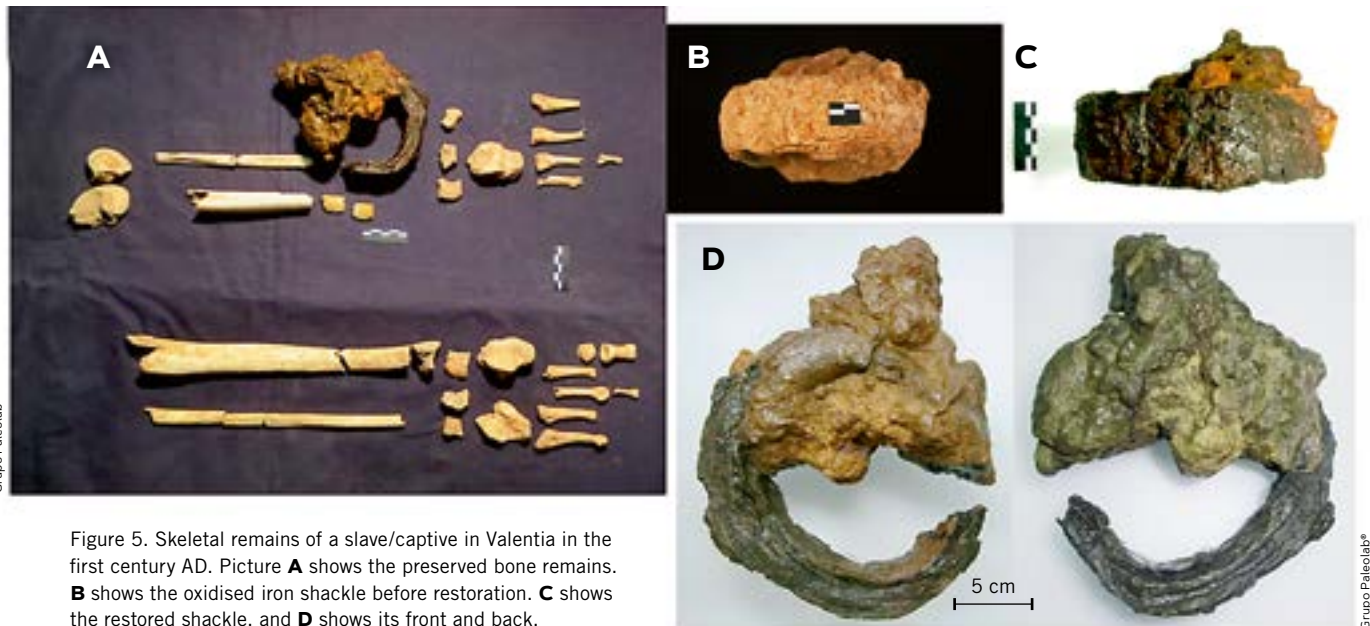 A
B
C
D
5 cm
Figure 5. Skeletal remains of a slave/captive in Valentia in the
first century AD. Picture A shows the preserved bone remains.
B shows the oxidised iron shackle before restoration. C shows
the restored shackle, and D shows its front and back.
Grupo Paleolab®